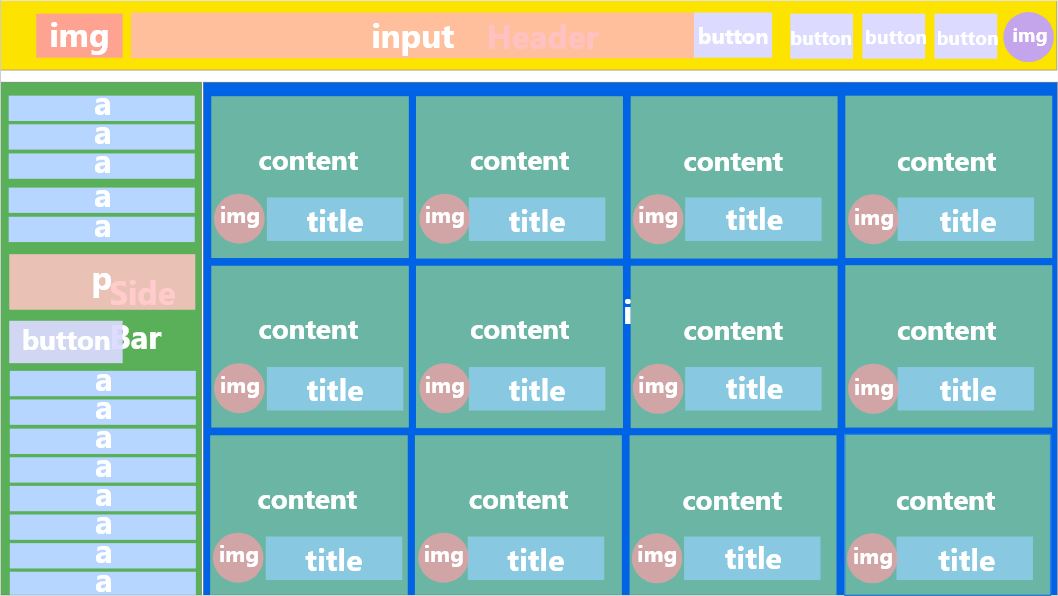 img input Header button button button button img
a
a
a
a
a
p Side
button Bar
a
a
a
a
a
a
a
a
content content content content
img title img title img title img title
i
content content content content
img title img title img title img title
content content content content
img title img title img title img title